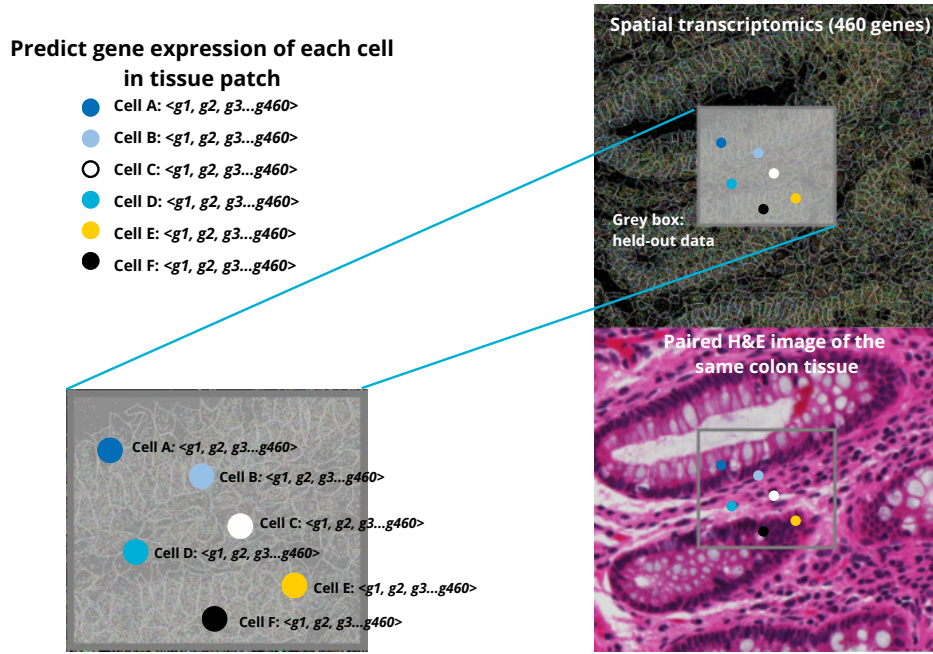 Predict gene expression of each cell
in tissue patch
Cell A: <g1, g2, g3...g460>
Cell B: <g1, g2, g3...g460>
Cell C: <g1, g2, g3...g460>
Cell D: <g1, g2, g3...g460>
Cell E: <g1, g2, g3...g460>
Cell F: <g1, g2, g3...g460>
Spatial transcriptomics (460 genes)
Grey box:
held-out data
Paired H&E image of the
same colon tissue
Cell A: <g1, g2, g3...g460>
Cell B: <g1, g2, g3...g460>
Cell C: <g1, g2, g3...g460>
Cell D: <g1, g2, g3...g460>
Cell E: <g1, g2, g3...g460>
Cell F: <g1, g2, g3...g460>